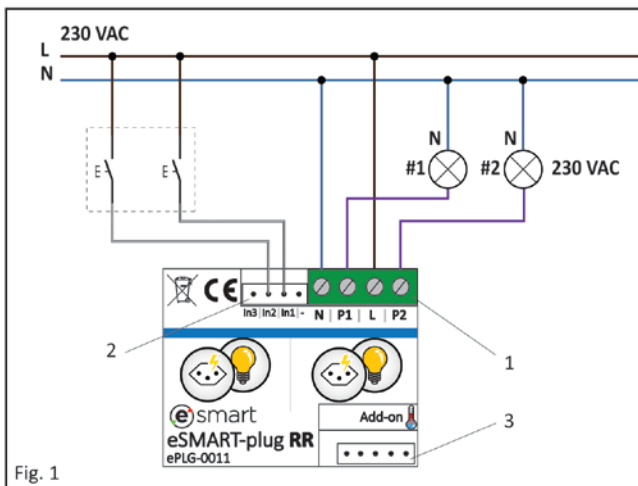 230 VAC
L
N
N
N
#1
#2
230 VAC
E
E
CE
In3 | In2 | In1 | -
N | P1 | L | P2
2
1
esmart
Add-on
eSMART-plug RR
ePLG-0011
3
Fig. 1